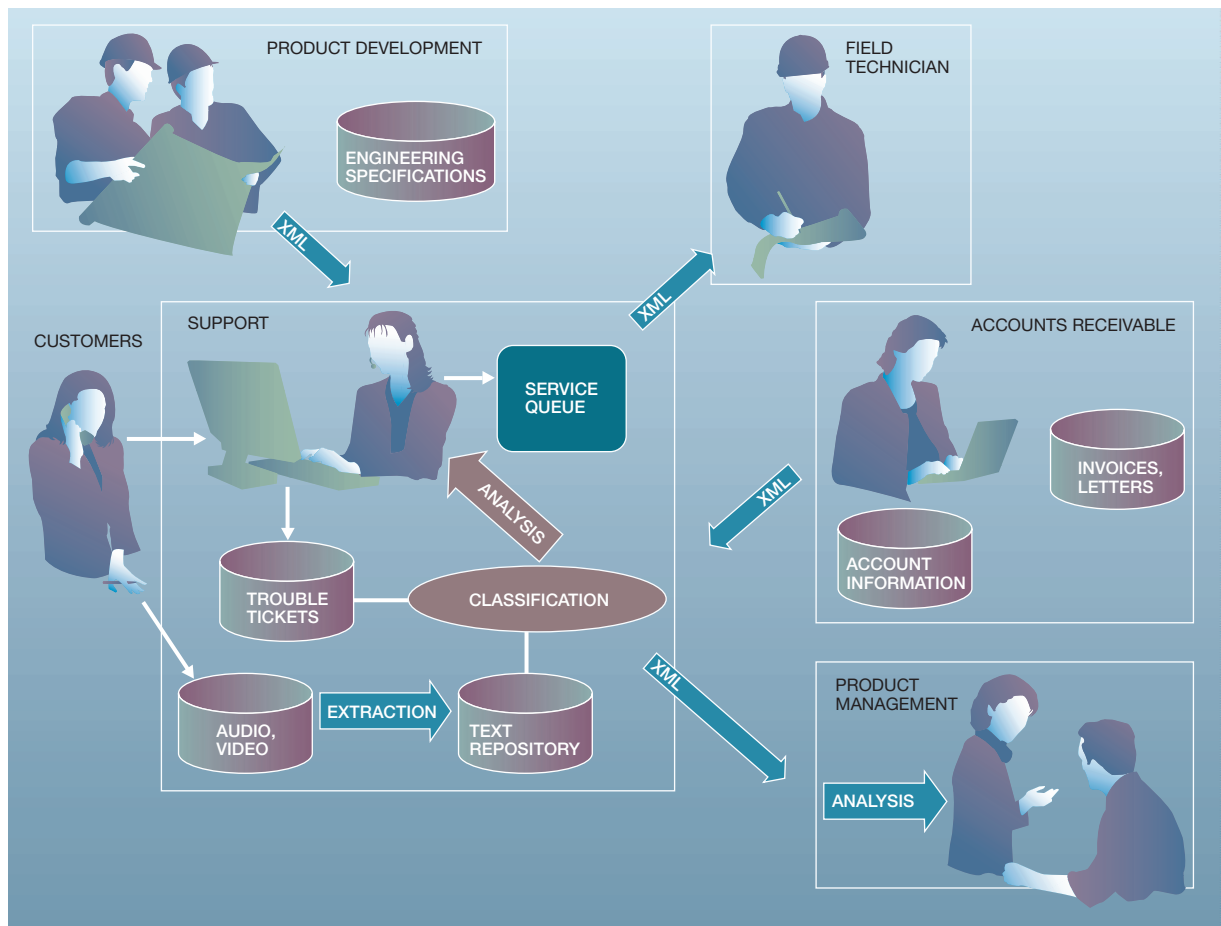 PRODUCT DEVELOPMENT
ENGINEERING
SPECIFICATIONS
XML
FIELD
TECHNICIAN
XML
CUSTOMERS
SUPPORT
SERVICE
QUEUE
ANALYSIS
TROUBLE
TICKETS
CLASSIFICATION
AUDIO,
VIDEO
EXTRACTION
TEXT
REPOSITORY
ACCOUNTS RECEIVABLE
INVOICES,
LETTERS
XML
ACCOUNT
INFORMATION
XML
PRODUCT
MANAGEMENT
ANALYSIS